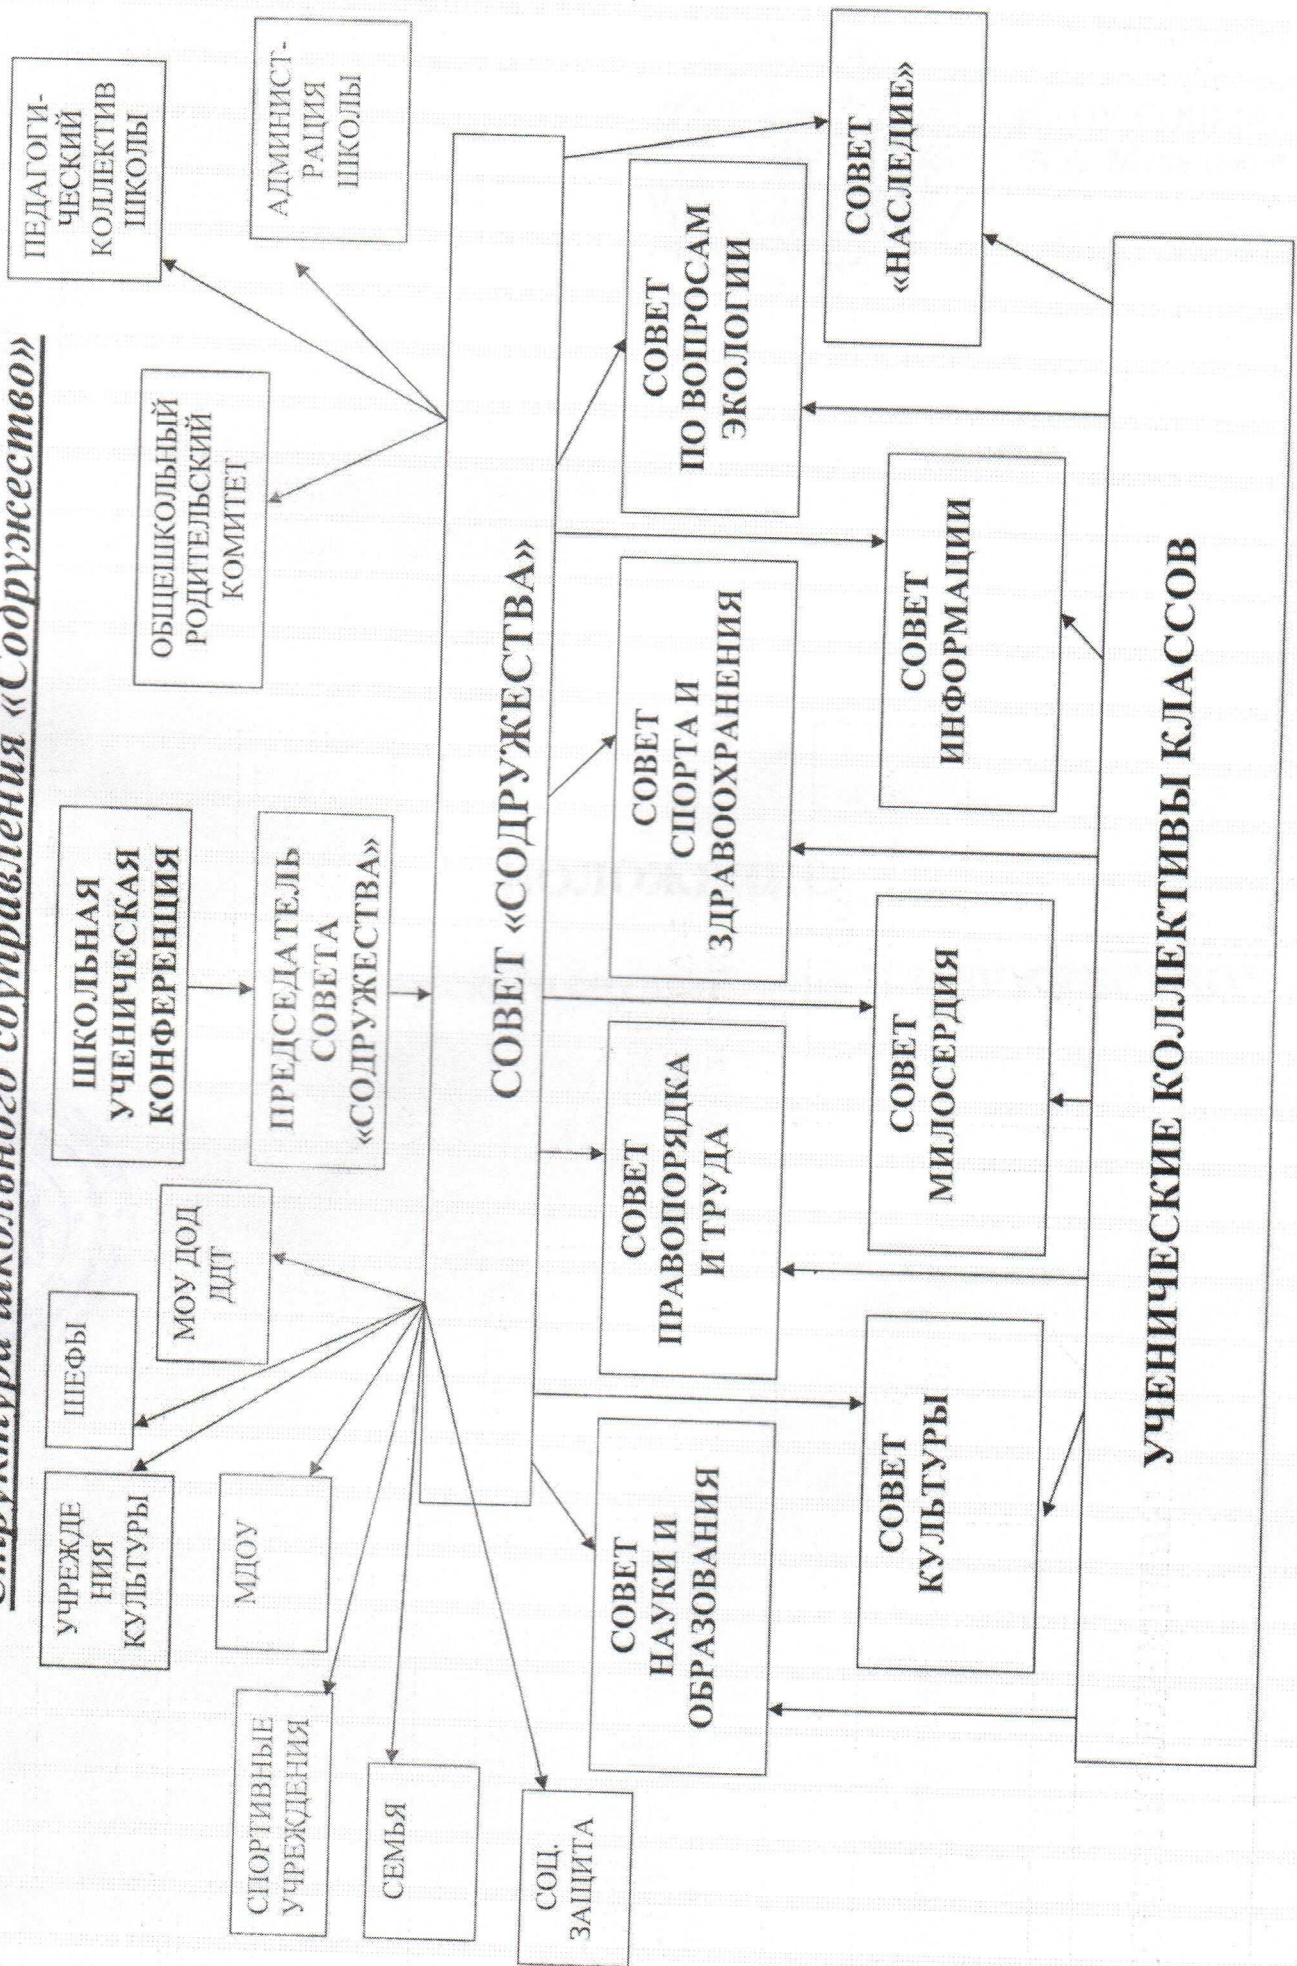 Структура школьного соуправления «Содружество»
ШЕФЫ
УЧРЕЖДЕ
НИЯ
КУЛЬТУРЫ
МОУ ДОД
ДДТ
МДОУ
СПОРТИВНЫЕ
УЧРЕЖДЕНИЯ
СЕМЬЯ
СОЦ.
ЗАЩИТА
ШКОЛЬНАЯ
УЧЕНИЧЕСКАЯ
КОНФЕРЕНЦИЯ
ПРЕДСЕДАТЕЛЬ
СОВЕТА
«СОДРУЖЕСТВА»
ОБЩЕШКОЛЬНЫЙ
РОДИТЕЛЬСКИЙ
КОМИТЕТ
ПЕДАГОГИ-
ЧЕСКИЙ
КОЛЛЕКТИВ
ШКОЛЫ
АДМИНИСТ-
РАЦИЯ
ШКОЛЫ
СОВЕТ «СОДРУЖЕСТВА»
СОВЕТ
НАУКИ И
ОБРАЗОВАНИЯ
СОВЕТ
ПРАВОПОРЯДКА
И ТРУДА
СОВЕТ
СПОРТА И
ЗДРАВООХРАНЕНИЯ
СОВЕТ
ПО ВОПРОСАМ
ЭКОЛОГИИ
СОВЕТ
КУЛЬТУРЫ
СОВЕТ
МИЛОСЕРДИЯ
СОВЕТ
ИНФОРМАЦИИ
СОВЕТ
«НАСЛЕДИЕ»
УЧЕНИЧЕСКИЕ КОЛЛЕКТИВЫ КЛАССОВ